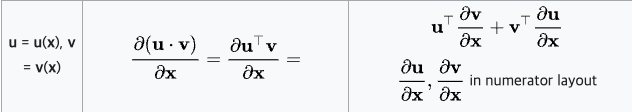 u = u(x), v
= v(x)
∂(u · v)/∂x = ∂u⊤v/∂x =
u⊤ ∂v/∂x + v⊤ ∂u/∂x
∂u/∂x, ∂v/∂x in numerator layout